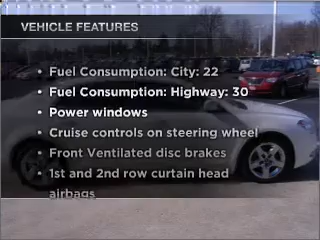 VEHICLE FEATURES
• Fuel Consumption: City: 22
• Fuel Consumption: Highway: 30
• Power windows
• Cruise controls on steering wheel
• Front Ventilated disc brakes
• 1st and 2nd row curtain head
airbags